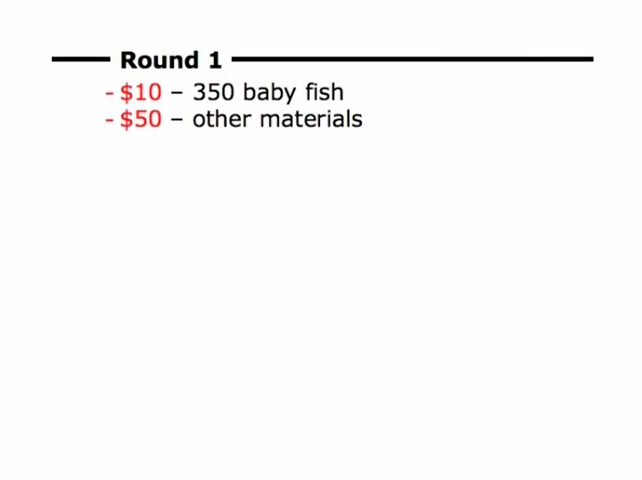 Round 1
- $10 – 350 baby fish
- $50 – other materials